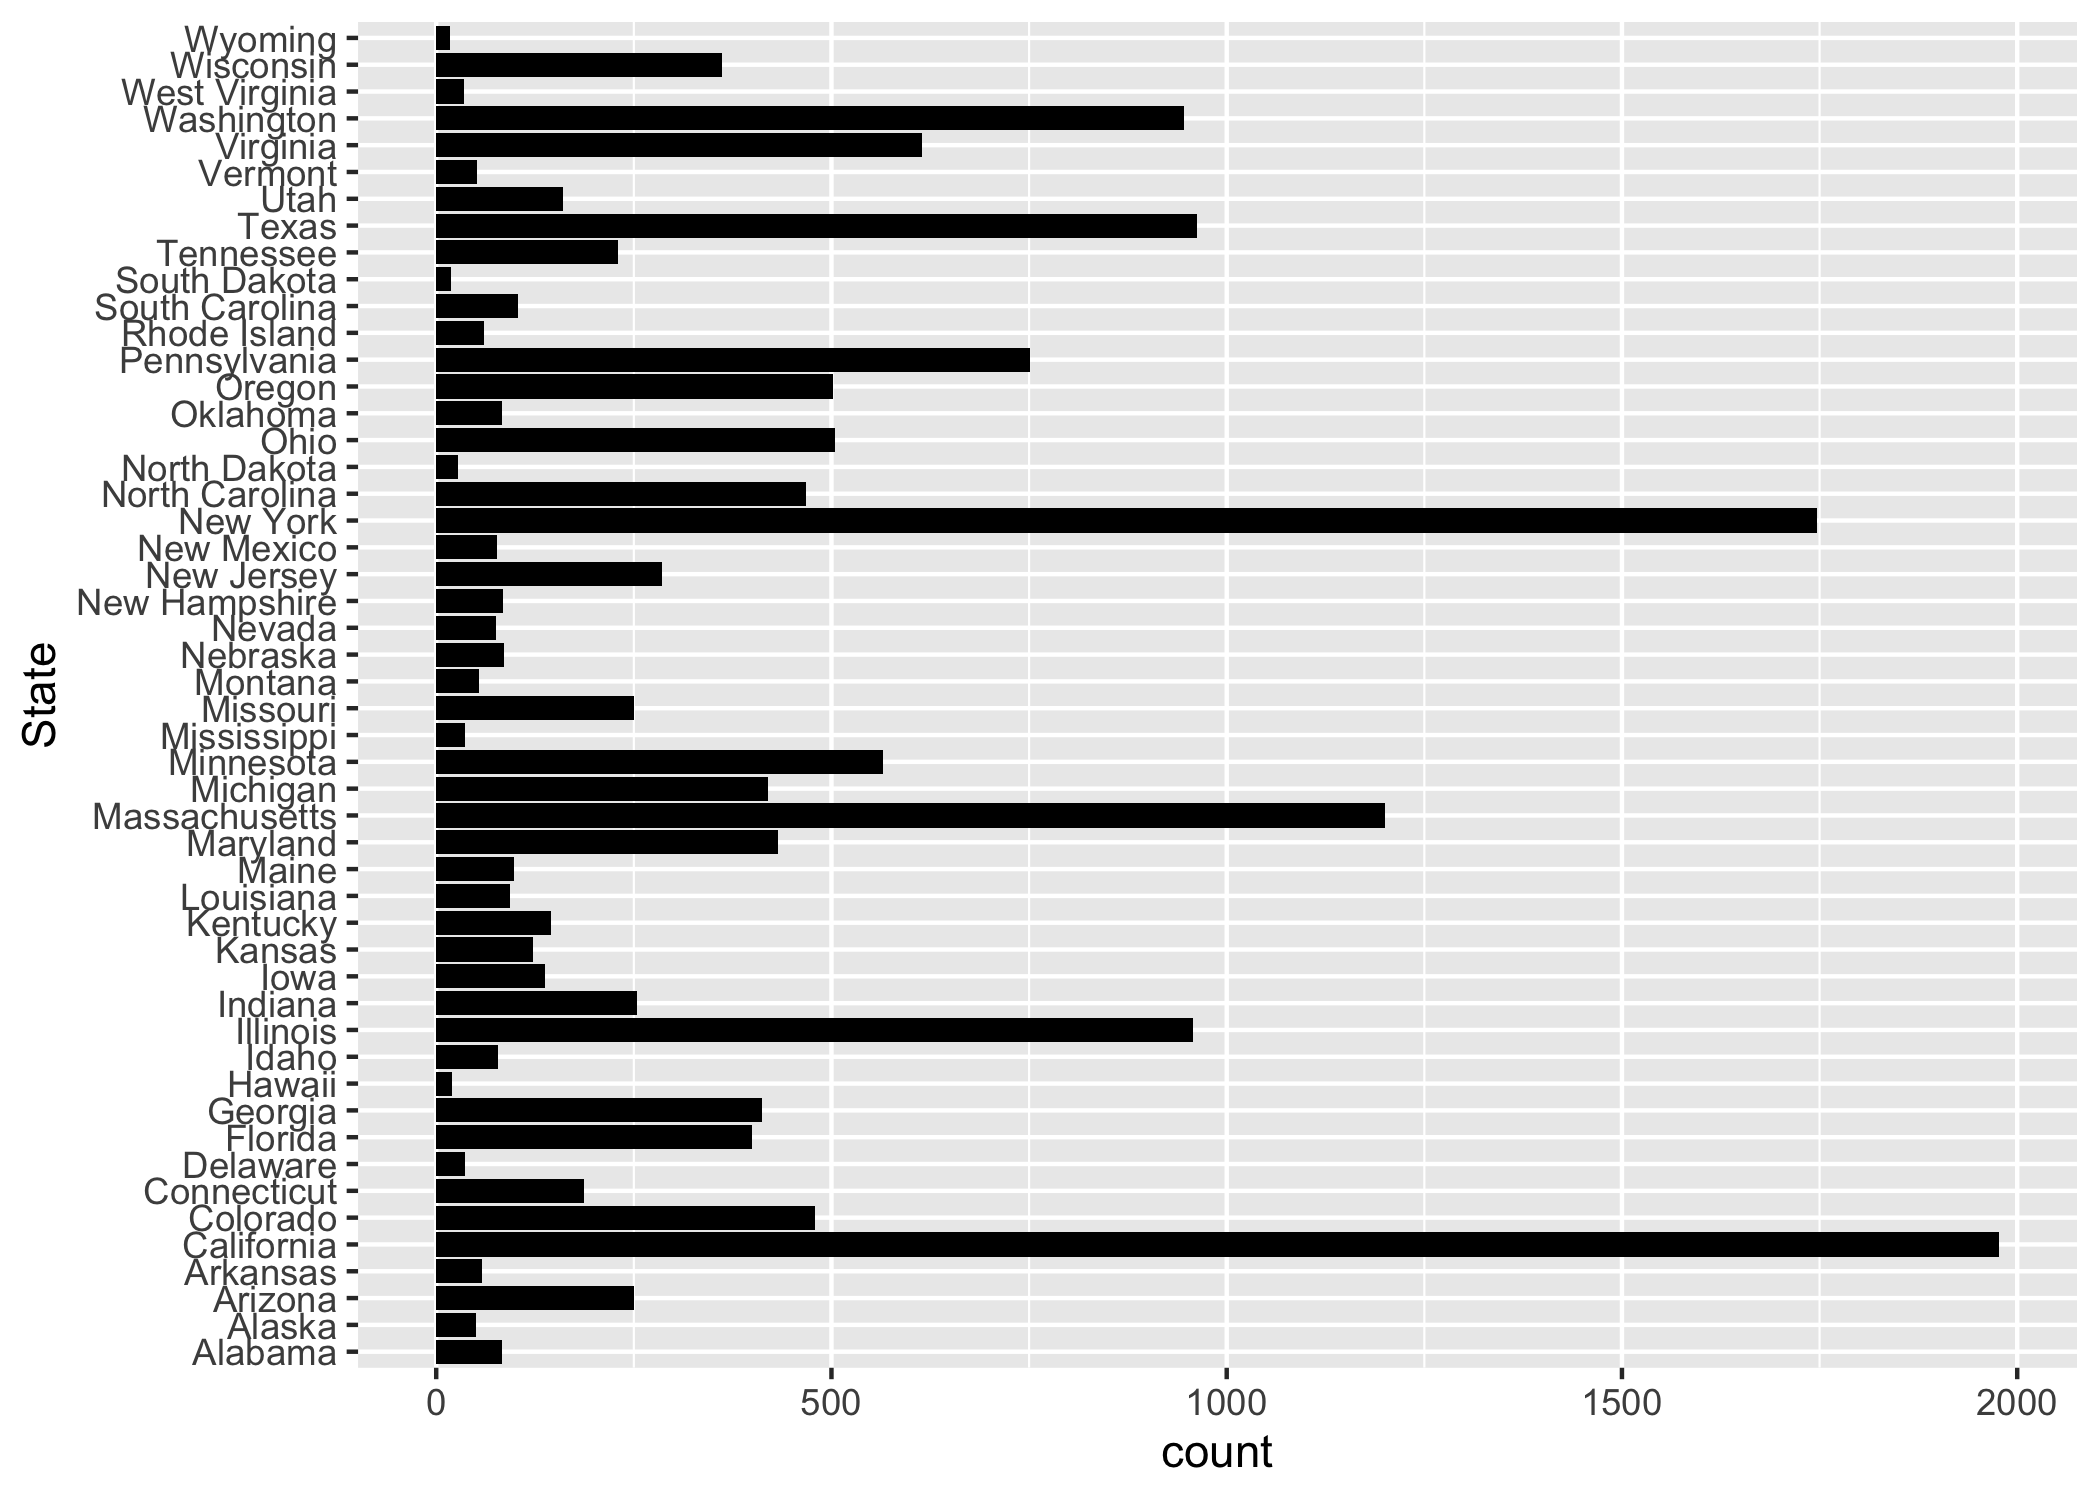 Wyoming
Wisconsin
West Virginia
Washington
Virginia
Vermont
Utah
Texas
Tennessee
South Dakota
South Carolina
Rhode Island
Pennsylvania
Oregon
Oklahoma
Ohio
North Dakota
North Carolina
New York
New Mexico
New Jersey
New Hampshire
Nevada
Nebraska
Montana
Missouri
Mississippi
Minnesota
Michigan
Massachusetts
Maryland
Maine
Louisiana
Kentucky
Kansas
Iowa
Indiana
Illinois
Idaho
Hawaii
Georgia
Florida
Delaware
Connecticut
Colorado
California
Arkansas
Arizona
Alaska
Alabama
State
0 500 1000 1500 2000
count